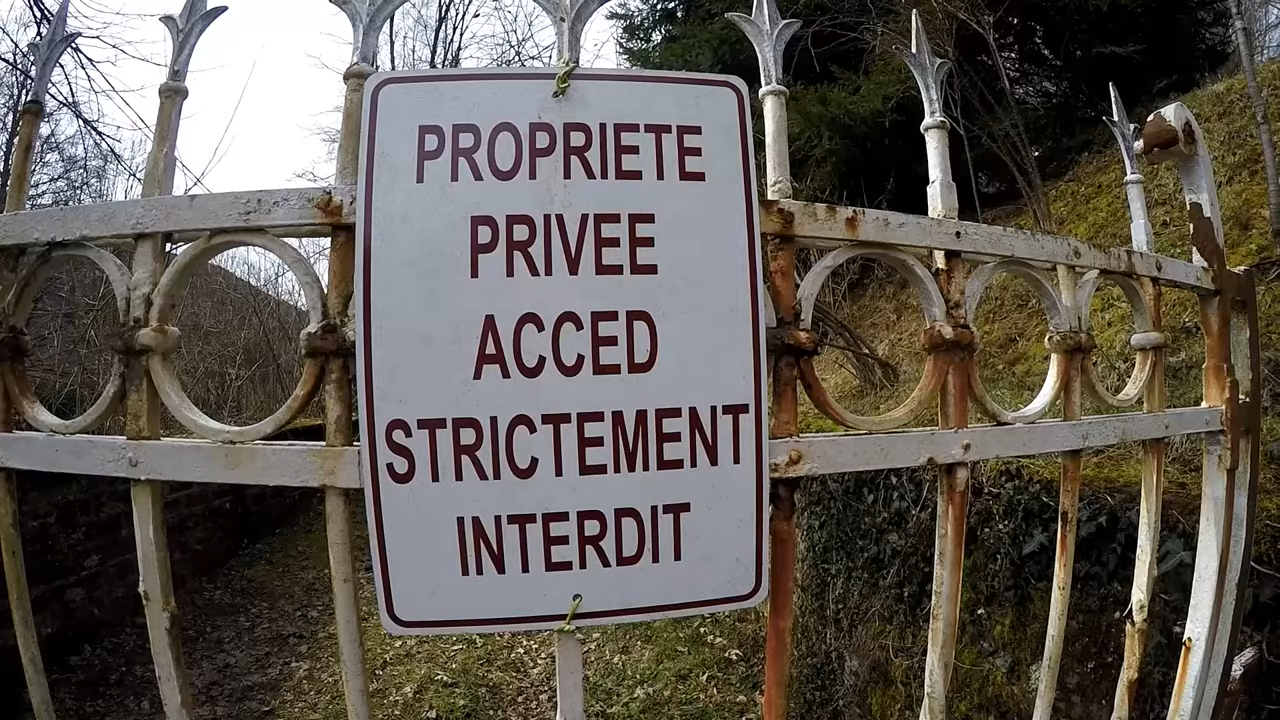 PROPRIETE
PRIVEE
ACCED
STRICTEMENT
INTERDIT